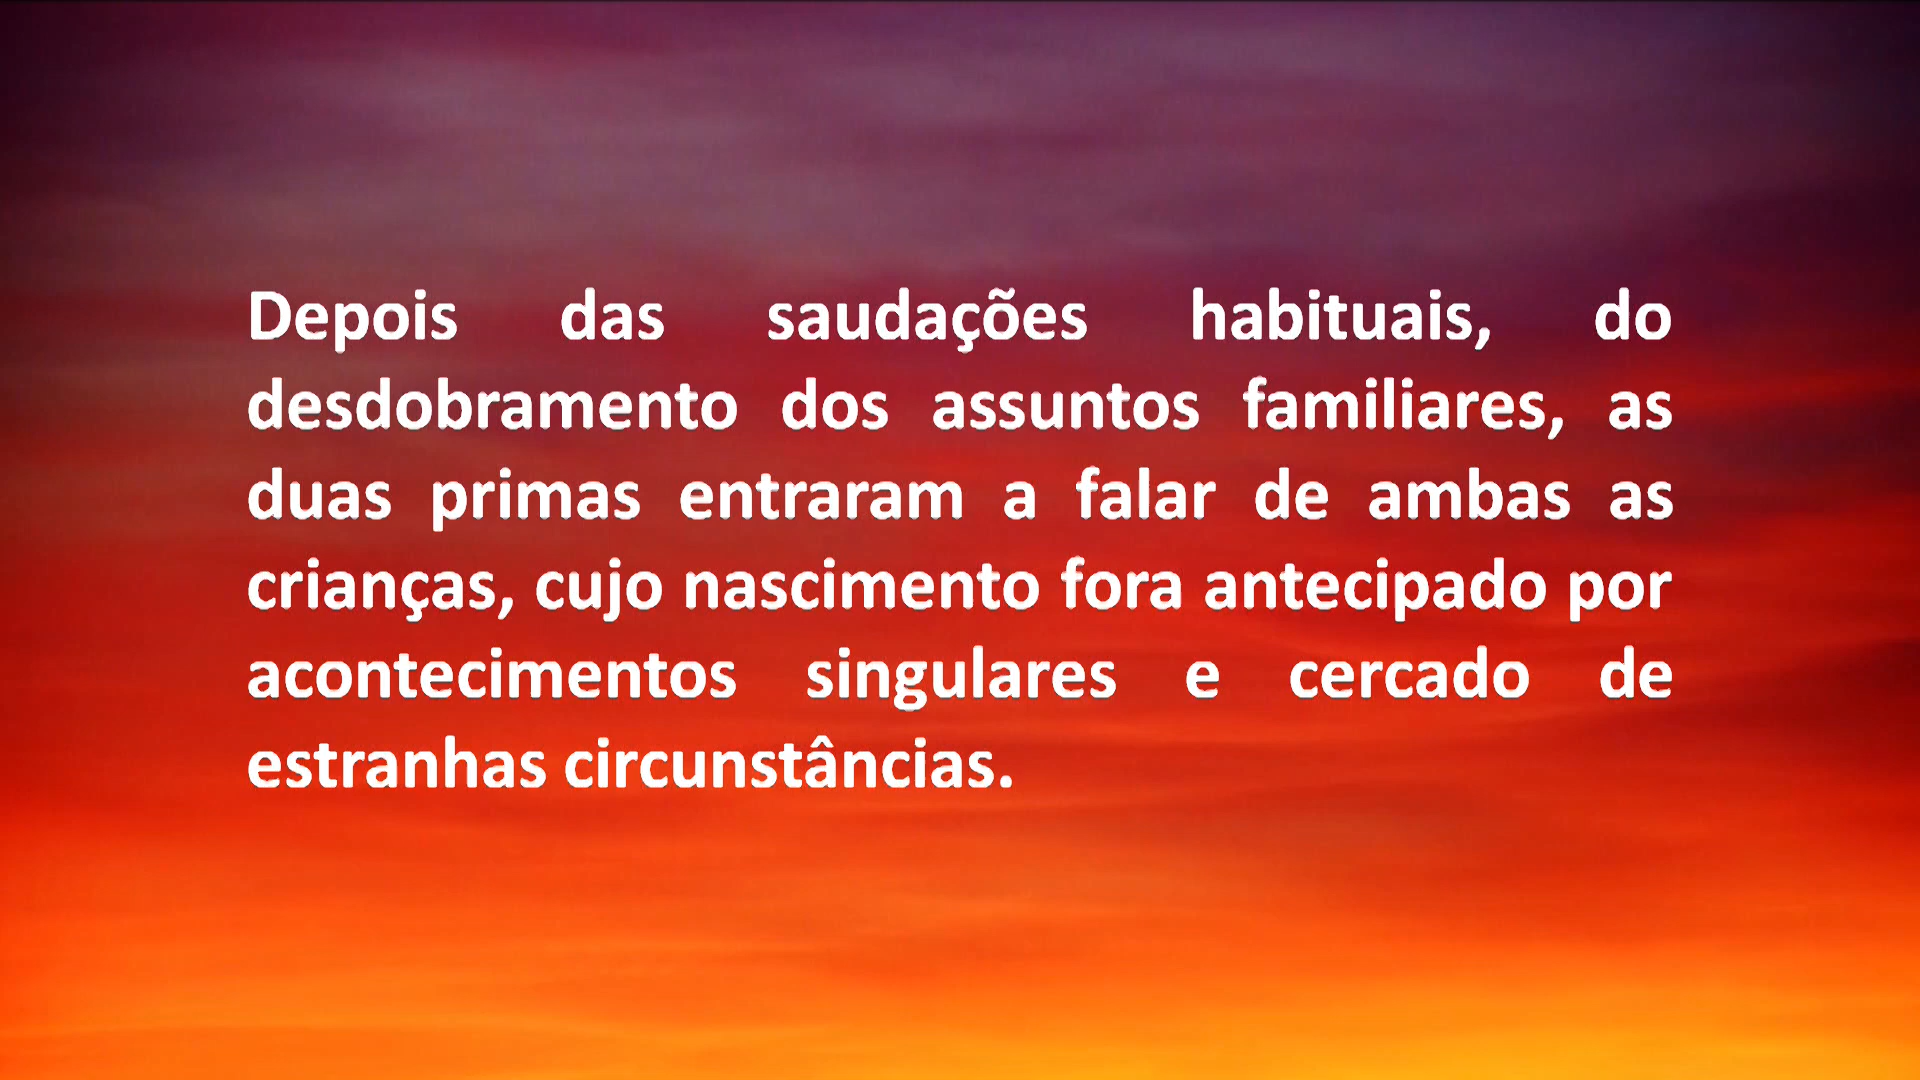 Depois das saudações habituais, do
desdobramento dos assuntos familiares, as
duas primas entraram a falar de ambas as
crianças, cujo nascimento fora antecipado por
acontecimentos singulares e cercado de
estranhas circunstâncias.